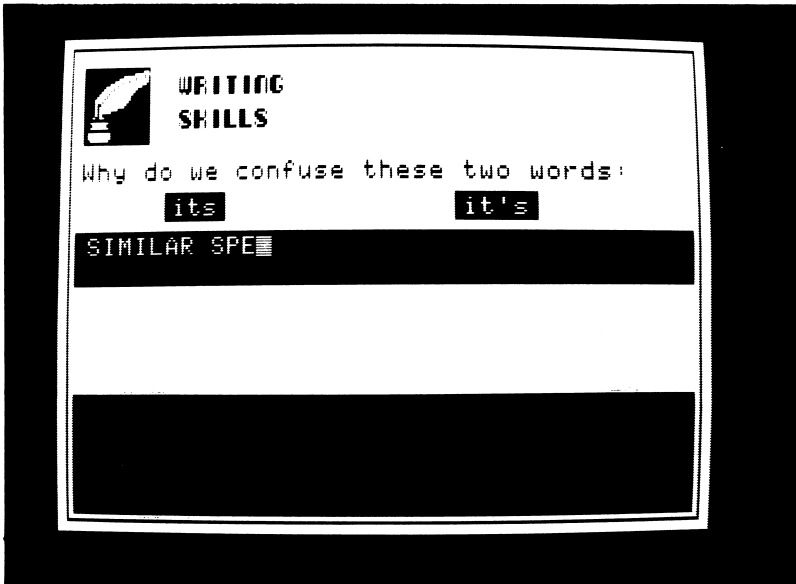 WRITING
SKILLS
Why do we confuse these two words:
its it's
SIMILAR SPE